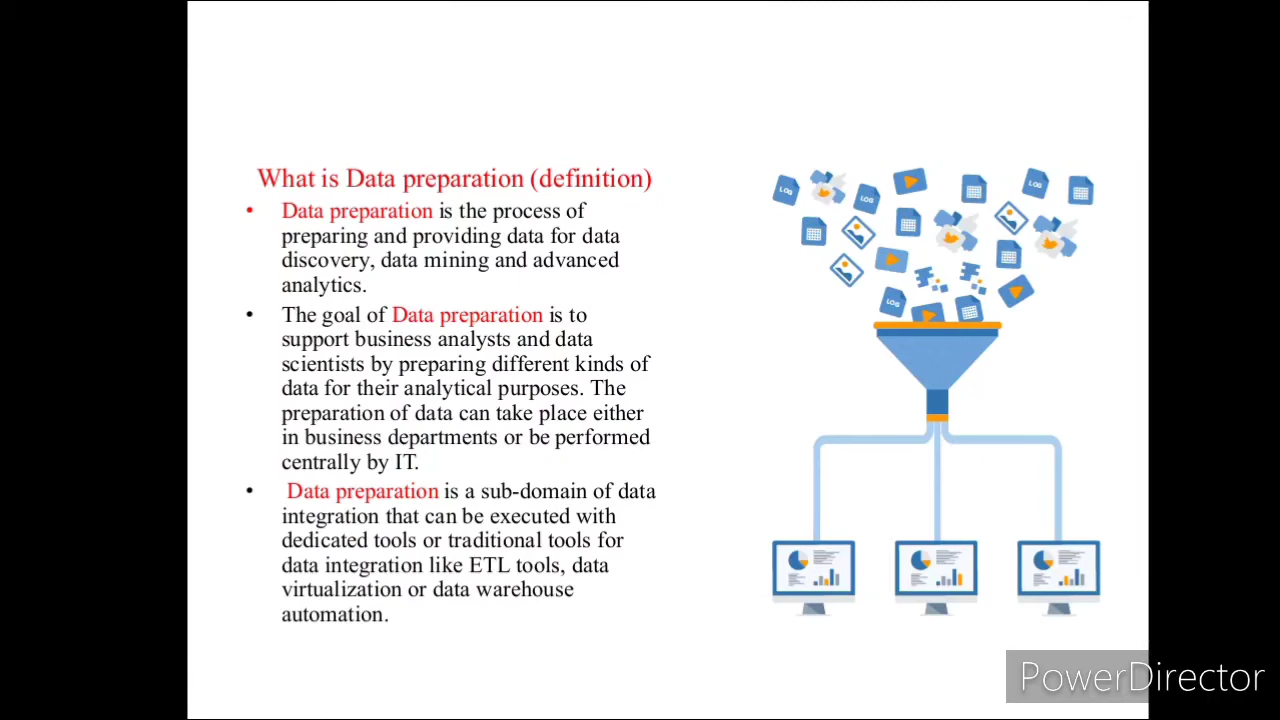 What is Data preparation (definition)
• Data preparation is the process of
preparing and providing data for data
discovery, data mining and advanced
analytics.
• The goal of Data preparation is to
support business analysts and data
scientists by preparing different kinds of
data for their analytical purposes. The
preparation of data can take place either
in business departments or be performed
centrally by IT.
• Data preparation is a sub-domain of data
integration that can be executed with
dedicated tools or traditional tools for
data integration like ETL tools, data
virtualization or data warehouse
automation.
LOG
LOG
LOG
LOG
PowerDirector